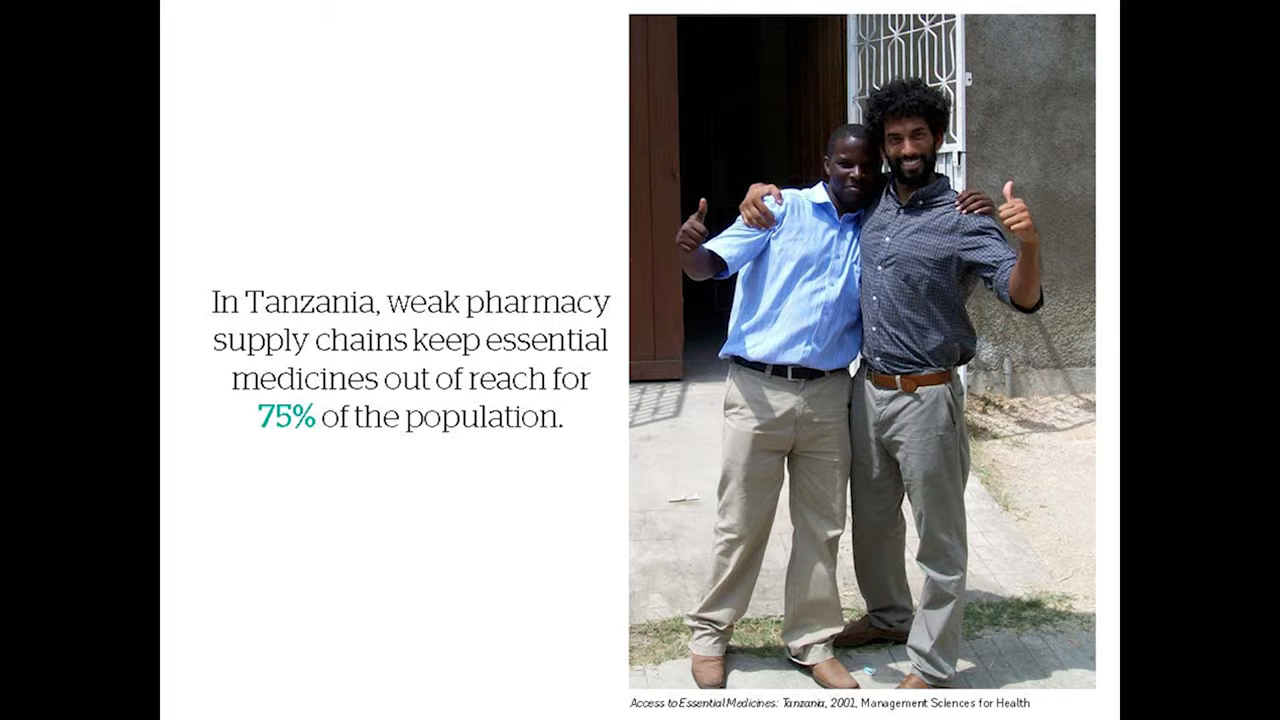 In Tanzania, weak pharmacy
supply chains keep essential
medicines out of reach for
75% of the population.
Access to Essential Medicines: Tanzania, 2001, Management Sciences for Health